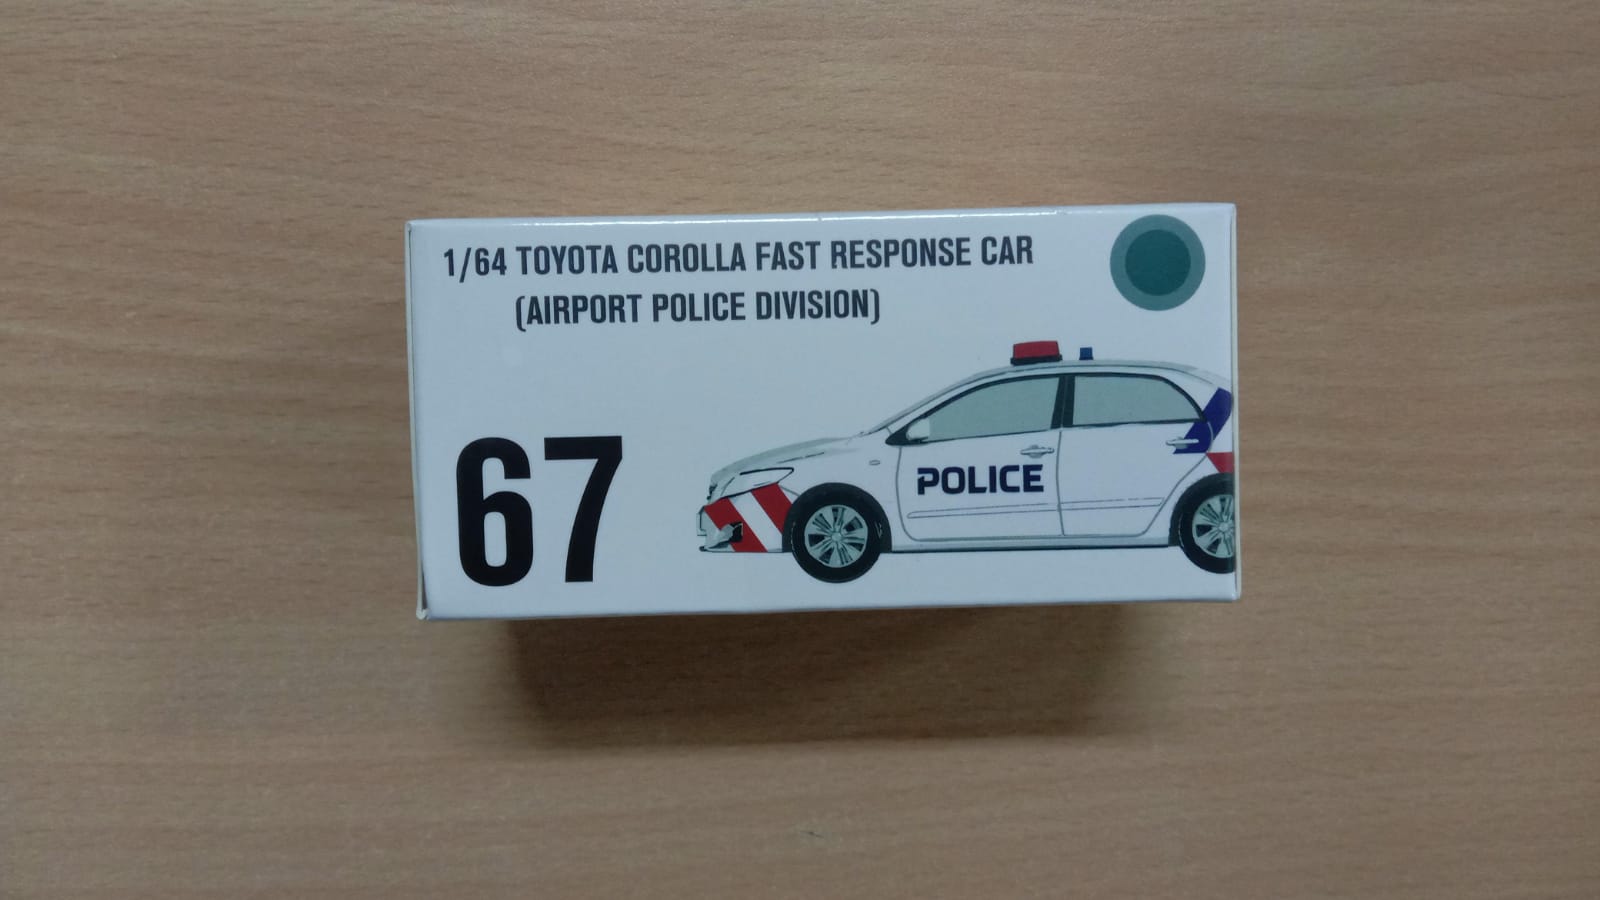 1/64 TOYOTA COROLLA FAST RESPONSE CAR
(AIRPORT POLICE DIVISION)
67
POLICE